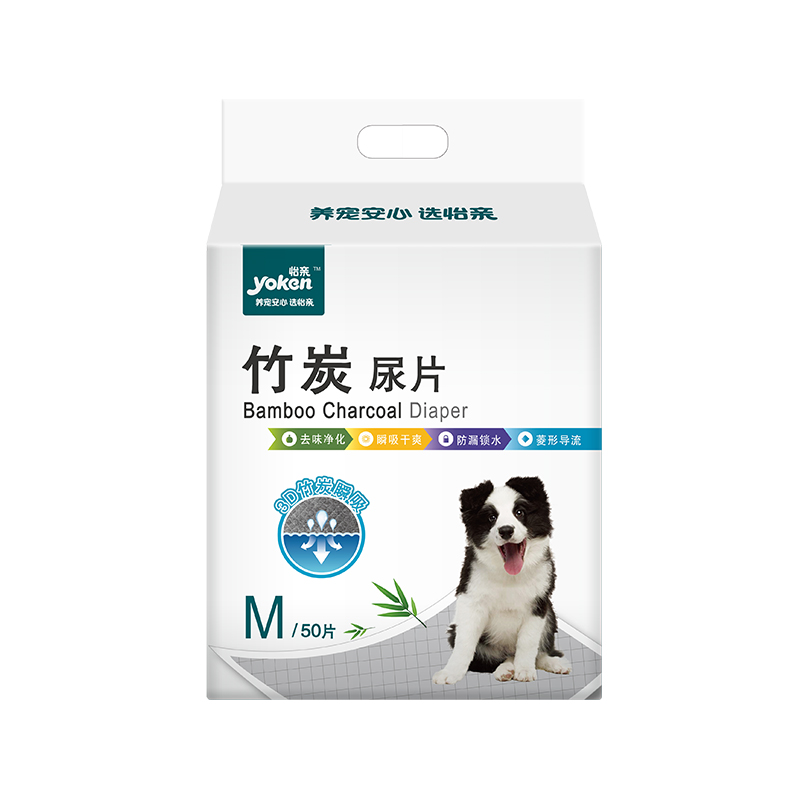 养宠安心 选怡亲
怡亲 TM
yoken
养宠安心 选怡亲
竹炭 尿片
Bamboo Charcoal Diaper
去味净化 瞬吸干爽 防漏锁水 菱形导流
3D竹炭瞬吸
M/50片